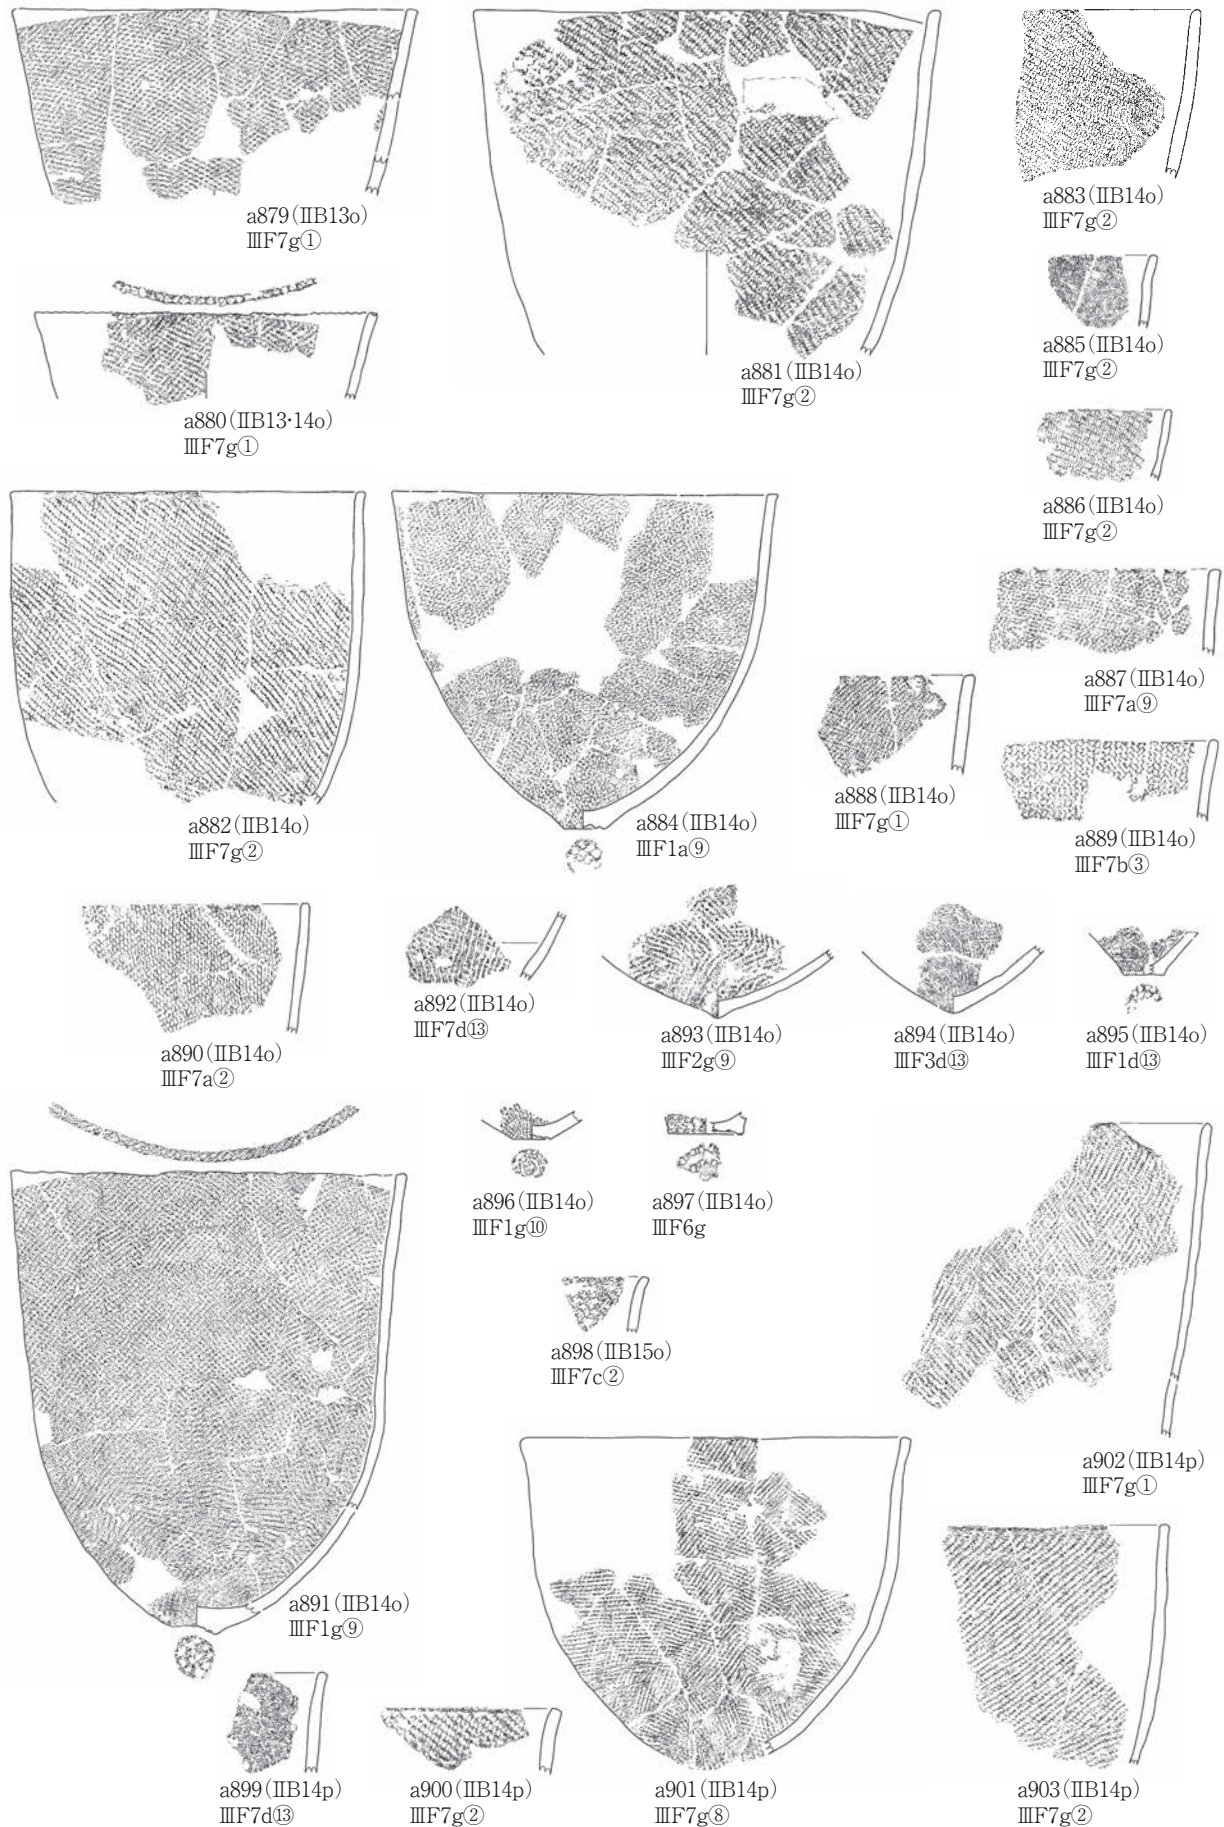 a879(ⅡB13o)
ⅢF7g①
a880(ⅡB13・14o)
ⅢF7g①
a881(ⅡB14o)
ⅢF7g②
a883(ⅡB14o)
ⅢF7g②
a885(ⅡB14o)
ⅢF7g②
a886(ⅡB14o)
ⅢF7g②
a882(ⅡB14o)
ⅢF7g②
a884(ⅡB14o)
ⅢF1a⑨
a887(ⅡB14o)
ⅢF7a⑨
a888(ⅡB14o)
ⅢF7g①
a889(ⅡB14o)
ⅢF7b③
a890(ⅡB14o)
ⅢF7a②
a892(ⅡB14o)
ⅢF7d⑬
a893(ⅡB14o)
ⅢF2g⑨
a894(ⅡB14o)
ⅢF3d⑬
a895(ⅡB14o)
ⅢF1d⑬
a896(ⅡB14o)
ⅢF1g⑩
a897(ⅡB14o)
ⅢF6g
a898(ⅡB15o)
ⅢF7c②
a902(ⅡB14p)
ⅢF7g①
a891(ⅡB14o)
ⅢF1g⑨
a899(ⅡB14p)
ⅢF7d⑬
a900(ⅡB14p)
ⅢF7g②
a901(ⅡB14p)
ⅢF7g⑧
a903(ⅡB14p)
ⅢF7g②